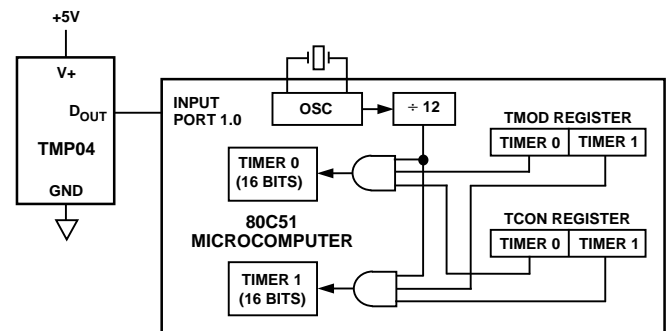 +5V
V+
DOUT
TMP04
GND
INPUT
PORT 1.0
OSC
÷ 12
TMOD REGISTER
TIMER 0 TIMER 1
TIMER 0
(16 BITS)
80C51
MICROCOMPUTER
TCON REGISTER
TIMER 0 TIMER 1
TIMER 1
(16 BITS)